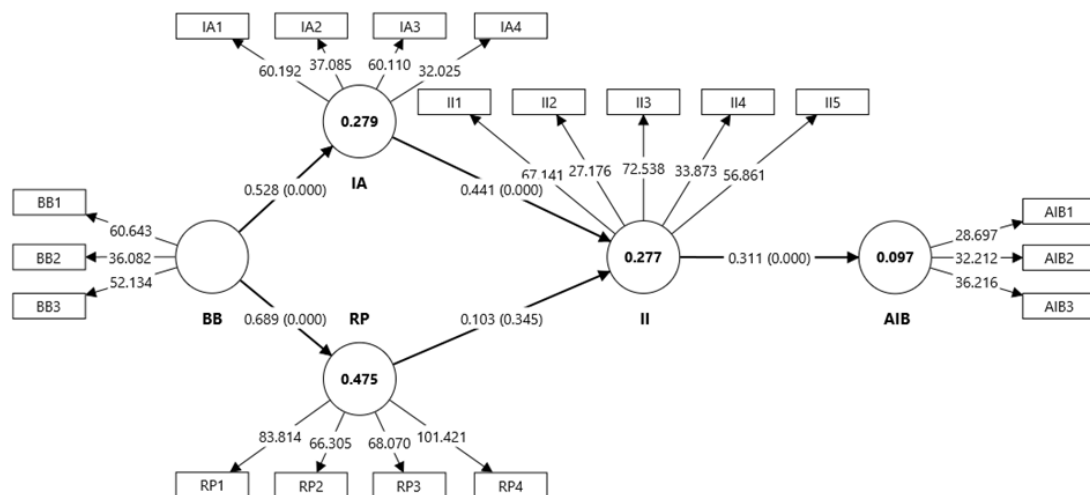 IA1 IA2 IA3 IA4
60.192 37.085 60.110 32.025
0.279
IA
II1 II2 II3 II4 II5
67.141 27.176 72.538 33.873 56.861
0.528 (0.000)
0.441 (0.000)
BB1
BB2
BB3
60.643
36.082
52.134
BB
0.277
II
0.311 (0.000)
0.097
AIB
28.697
32.212
36.216
AIB1
AIB2
AIB3
0.689 (0.000)
RP
0.103 (0.345)
0.475
83.814 66.305 68.070 101.421
RP1 RP2 RP3 RP4